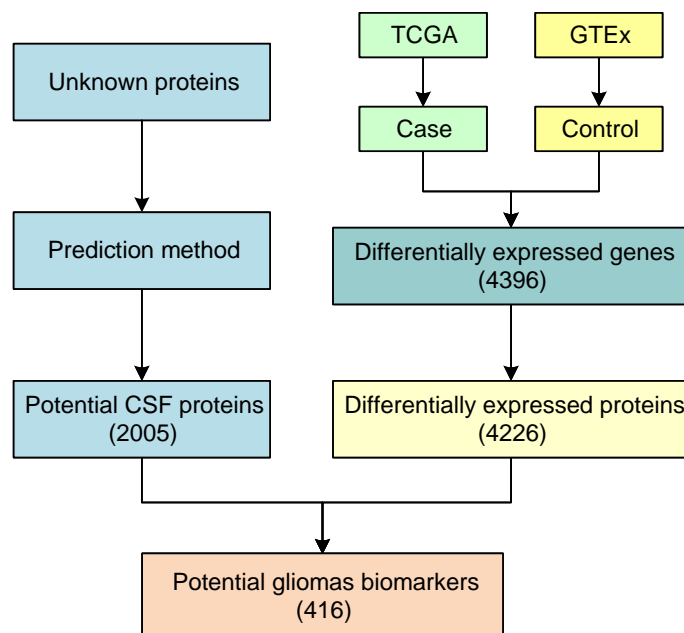 TCGA
GTEx
Unknown proteins
Case
Control
Prediction method
Differentially expressed genes
(4396)
Potential CSF proteins
(2005)
Differentially expressed proteins
(4226)
Potential gliomas biomarkers
(416)